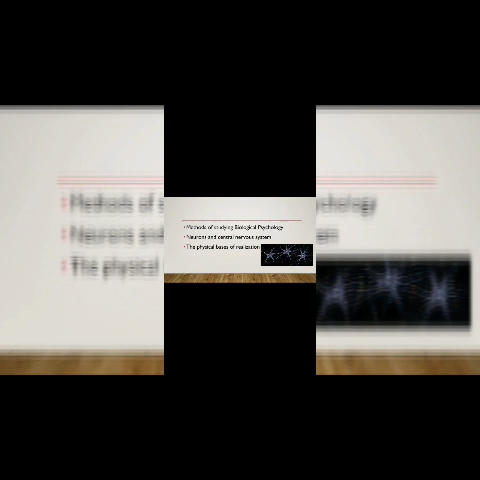 • Methods of studying Biological Psychology
• Neurons and central nervous system
• The physical bases of realization